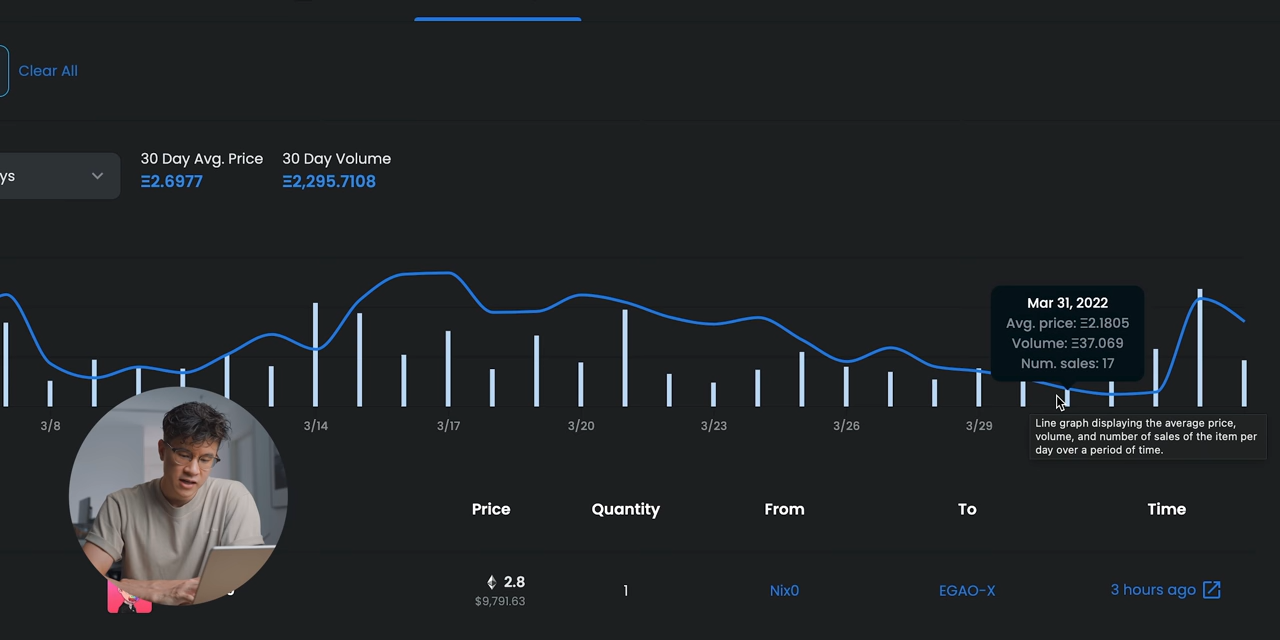 Clear All
ys
30 Day Avg. Price
30 Day Volume
Ξ2.6977
Ξ2,295.7108
Mar 31, 2022
Avg. price: Ξ2.1805
Volume: Ξ37.069
Num. sales: 17
3/8
3/14
3/17
3/20
3/23
3/26
3/29
Line graph displaying the average price,
volume, and number of sales of the item per
day over a period of time.
Price
Quantity
From
To
Time
2.8
$9,791.63
1
Nix0
EGAO-X
3 hours ago